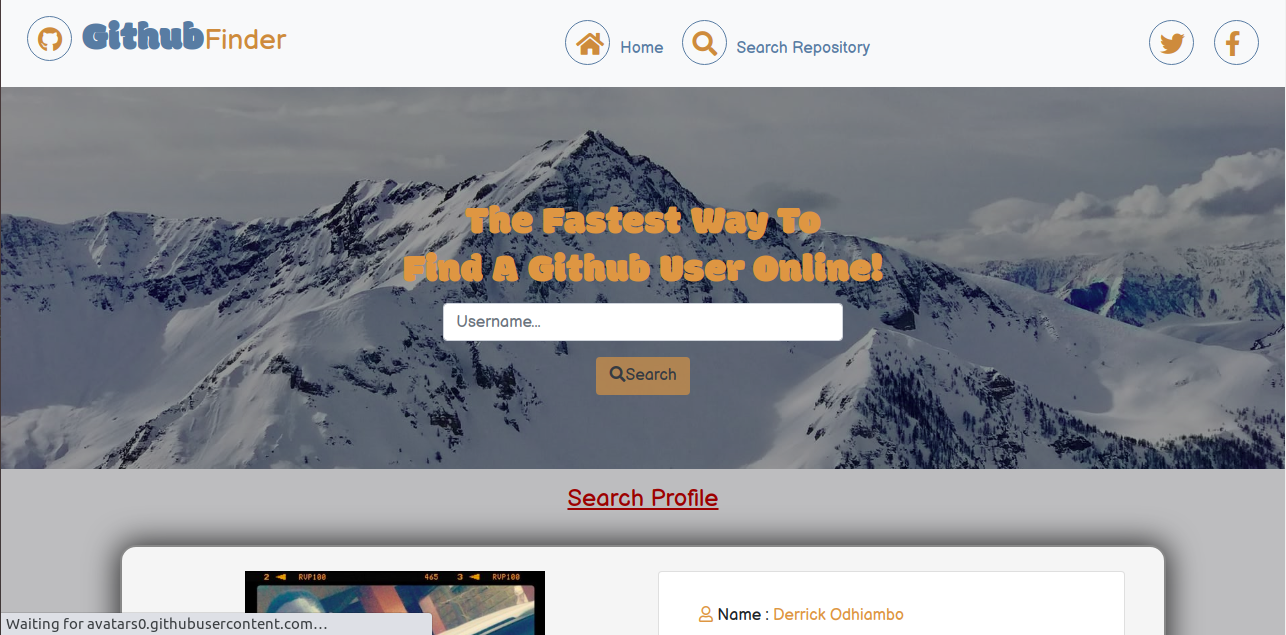 GithubFinder
Home
Search Repository
The Fastest Way To
Find A Github User Online!
Username...
Search
Search Profile
2 RVP100 465 3 RVP100
Name : Derrick Odhiambo
Waiting for avatars0.githubusercontent.com...